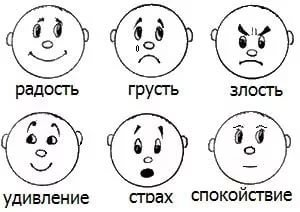 радость грусть злость
удивление страх спокойствие